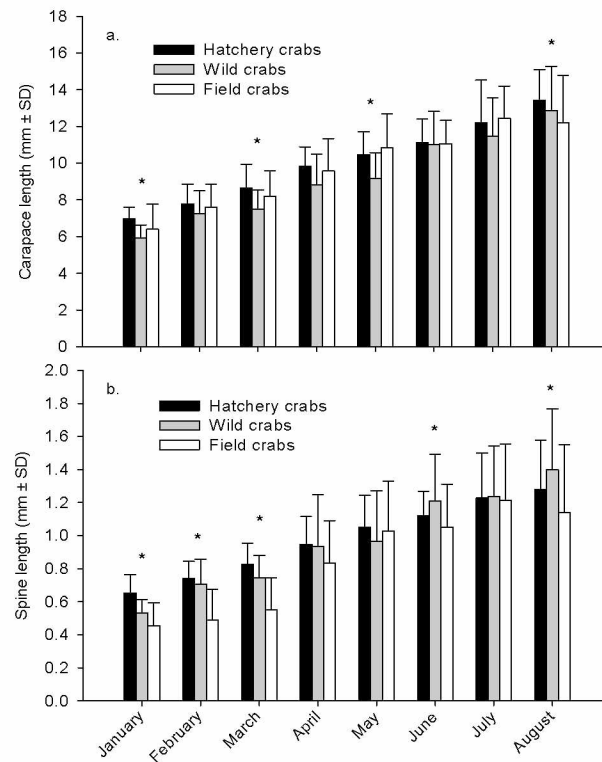 a.
Hatchery crabs
Wild crabs
Field crabs
*
*
*
*
Carapace length (mm ± SD)
18
16
14
12
10
8
6
4
2
0
b.
Hatchery crabs
Wild crabs
Field crabs
*
*
*
*
*
Spine length (mm ± SD)
2.0
1.8
1.6
1.4
1.2
1.0
0.8
0.6
0.4
0.2
0.0
January
February
March
April
May
June
July
August